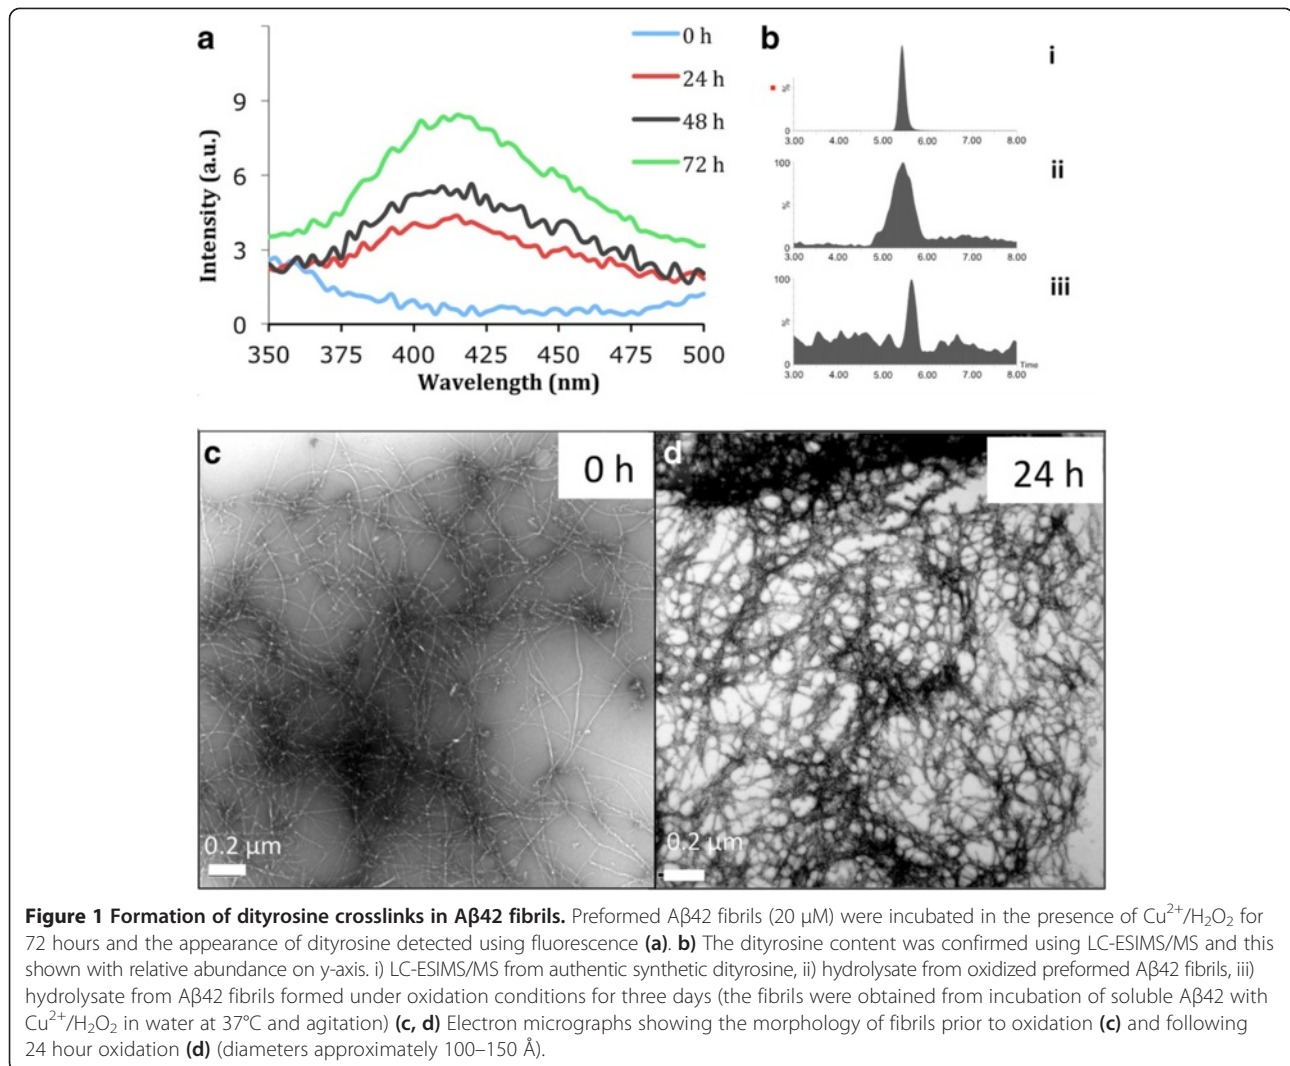 a
0 h
24 h
48 h
72 h
9
6
3
0
Intensity (a.u.)
350 375 400 425 450 475 500
Wavelength (nm)
b
i
%
0
3.00 4.00 5.00 6.00 7.00 8.00
ii
100
%
0
3.00 4.00 5.00 6.00 7.00 8.00
iii
100
%
0
3.00 4.00 5.00 6.00 7.00 8.00
Time
c
0 h
0.2 µm
d
24 h
0.2 µm
Figure 1 Formation of dityrosine crosslinks in Aβ42 fibrils. Preformed Aβ42 fibrils (20 μM) were incubated in the presence of Cu²⁺/H₂O₂ for
72 hours and the appearance of dityrosine detected using fluorescence (a). b) The dityrosine content was confirmed using LC-ESIMS/MS and this
shown with relative abundance on y-axis. i) LC-ESIMS/MS from authentic synthetic dityrosine, ii) hydrolysate from oxidized preformed Aβ42 fibrils, iii)
hydrolysate from Aβ42 fibrils formed under oxidation conditions for three days (the fibrils were obtained from incubation of soluble Aβ42 with
Cu²⁺/H₂O₂ in water at 37°C and agitation) (c, d) Electron micrographs showing the morphology of fibrils prior to oxidation (c) and following
24 hour oxidation (d) (diameters approximately 100–150 Å).